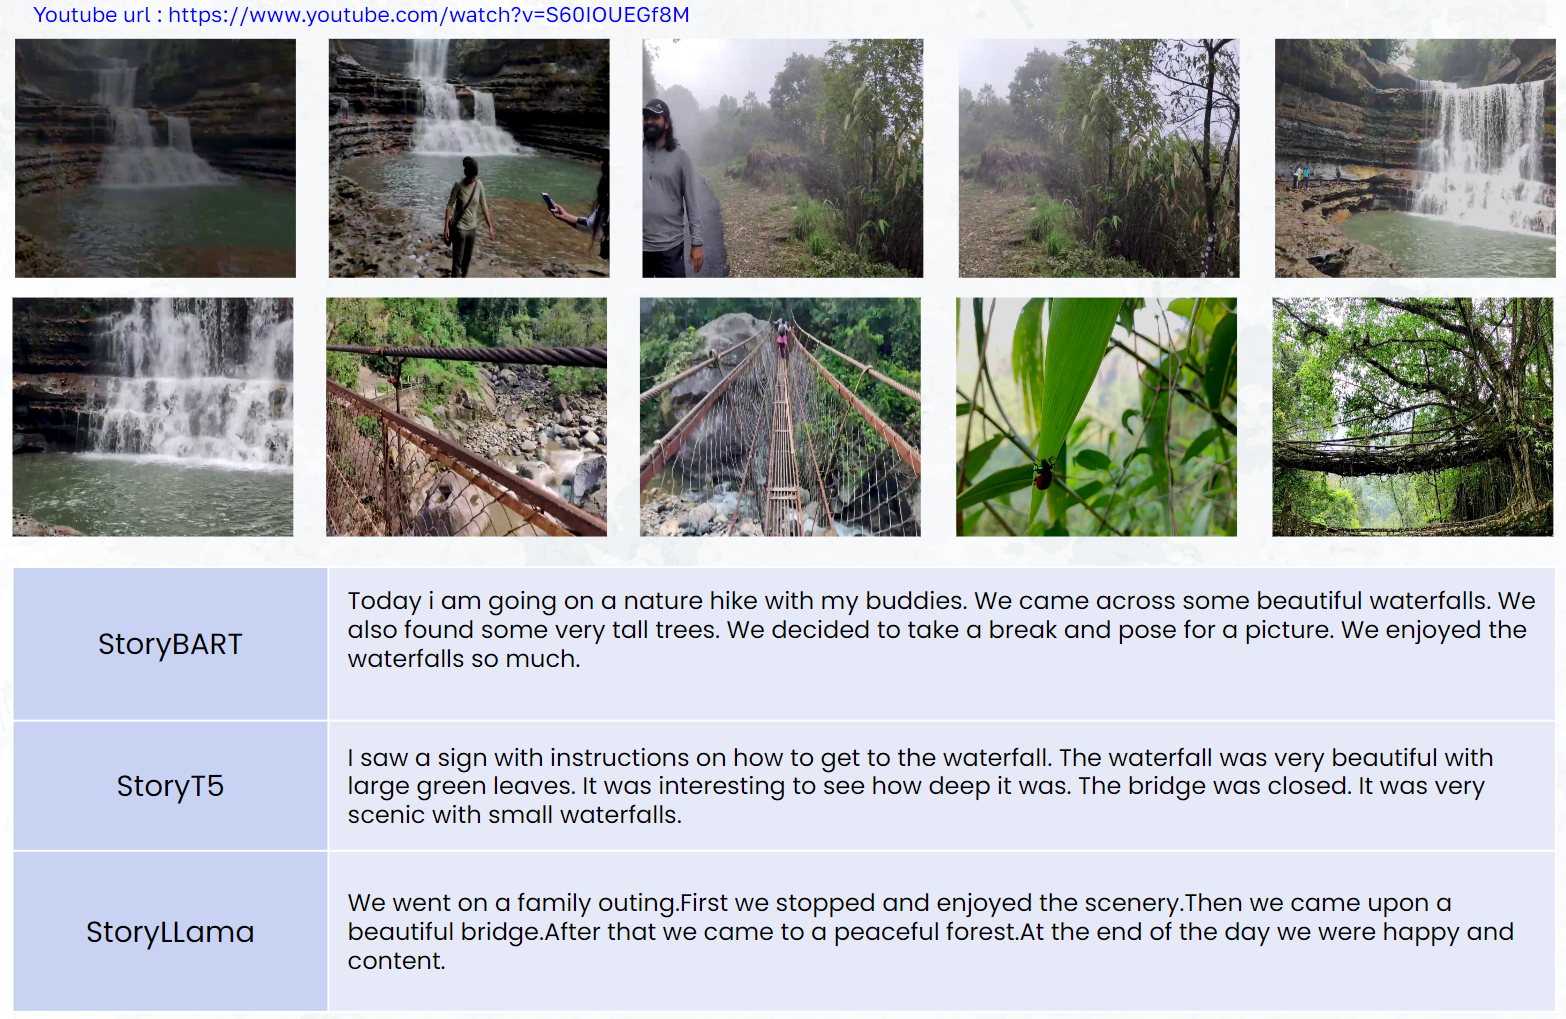 Youtube url : https://www.youtube.com/watch?v=S60IOUEGf8M
StoryBART
Today i am going on a nature hike with my buddies. We came across some beautiful waterfalls. We
also found some very tall trees. We decided to take a break and pose for a picture. We enjoyed the
waterfalls so much.
StoryT5
I saw a sign with instructions on how to get to the waterfall. The waterfall was very beautiful with
large green leaves. It was interesting to see how deep it was. The bridge was closed. It was very
scenic with small waterfalls.
StoryLLama
We went on a family outing.First we stopped and enjoyed the scenery.Then we came upon a
beautiful bridge.After that we came to a peaceful forest.At the end of the day we were happy and
content.